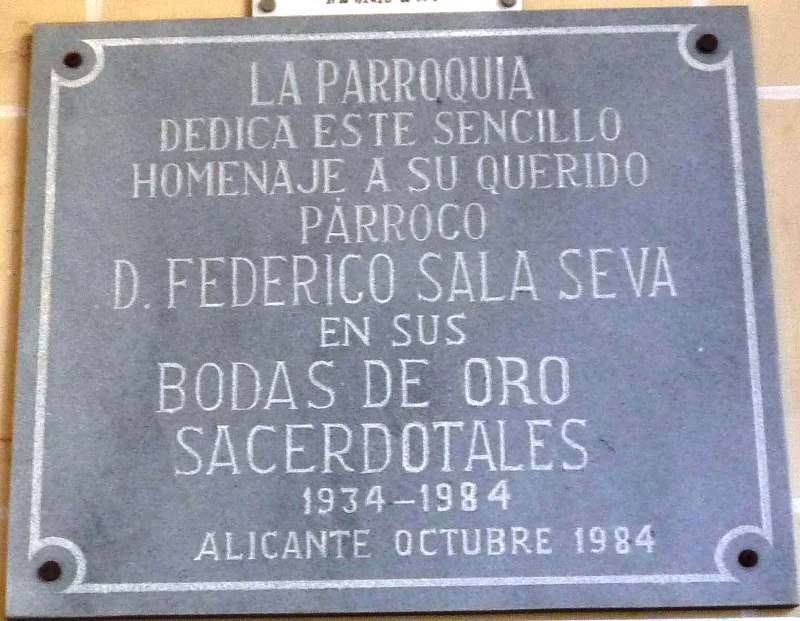 LA PARROQUIA
DEDICA ESTE SENCILLO
HOMENAJE A SU QUERIDO
PÁRROCO
D. FEDERICO SALA SEVA
EN SUS
BODAS DE ORO
SACERDOTALES
1934-1984
ALICANTE OCTUBRE 1984